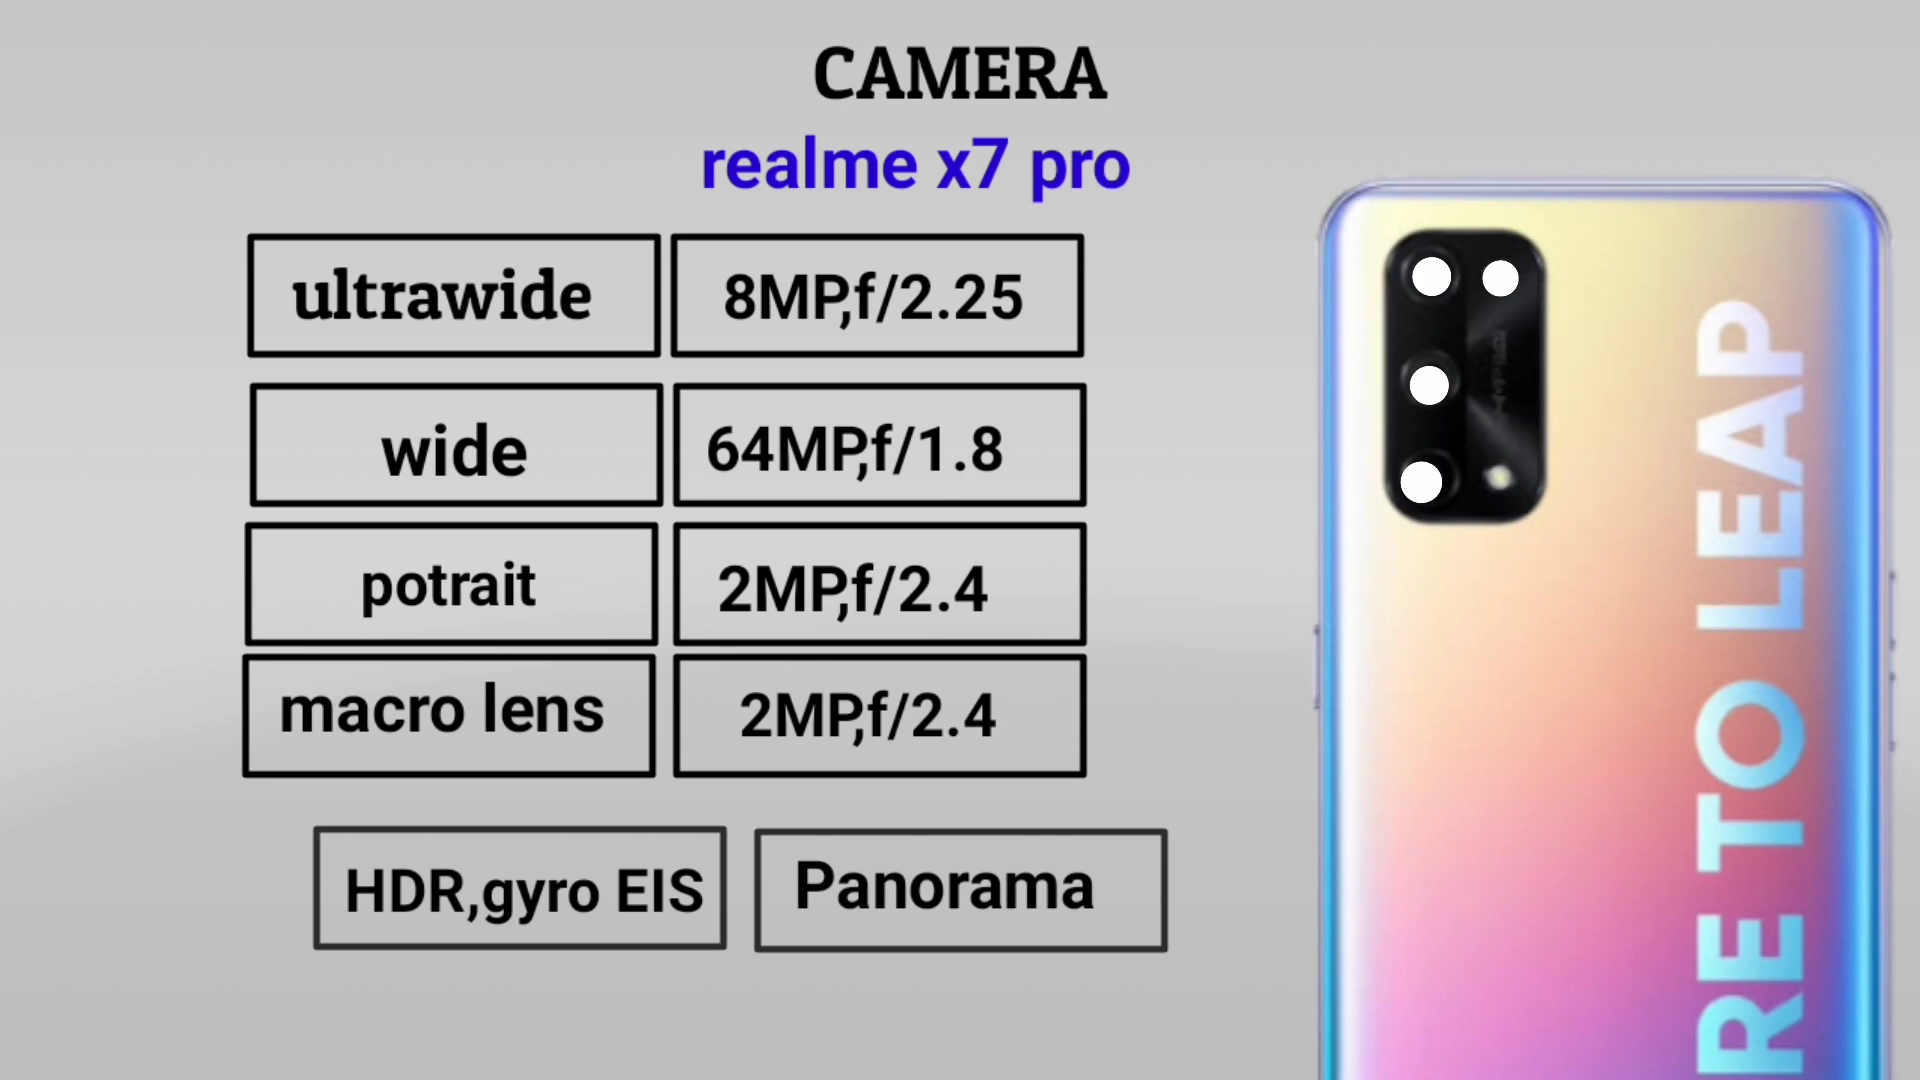 CAMERA
realme x7 pro
ultrawide 8MP,f/2.25
wide 64MP,f/1.8
potrait 2MP,f/2.4
macro lens 2MP,f/2.4
HDR,gyro EIS Panorama
RE TO LEAP